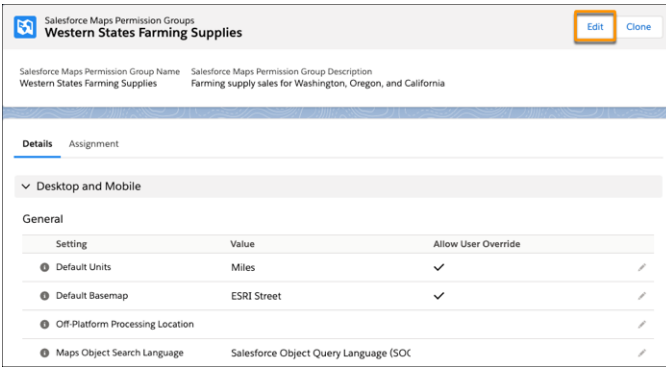 Salesforce Maps Permission Groups
Western States Farming Supplies
Edit Clone
Salesforce Maps Permission Group Name Salesforce Maps Permission Group Description
Western States Farming Supplies Farming supply sales for Washington, Oregon, and California
Details Assignment
Desktop and Mobile
General
Setting Value Allow User Override
Default Units Miles
Default Basemap ESRI Street
Off-Platform Processing Location
Maps Object Search Language Salesforce Object Query Language (SOQ